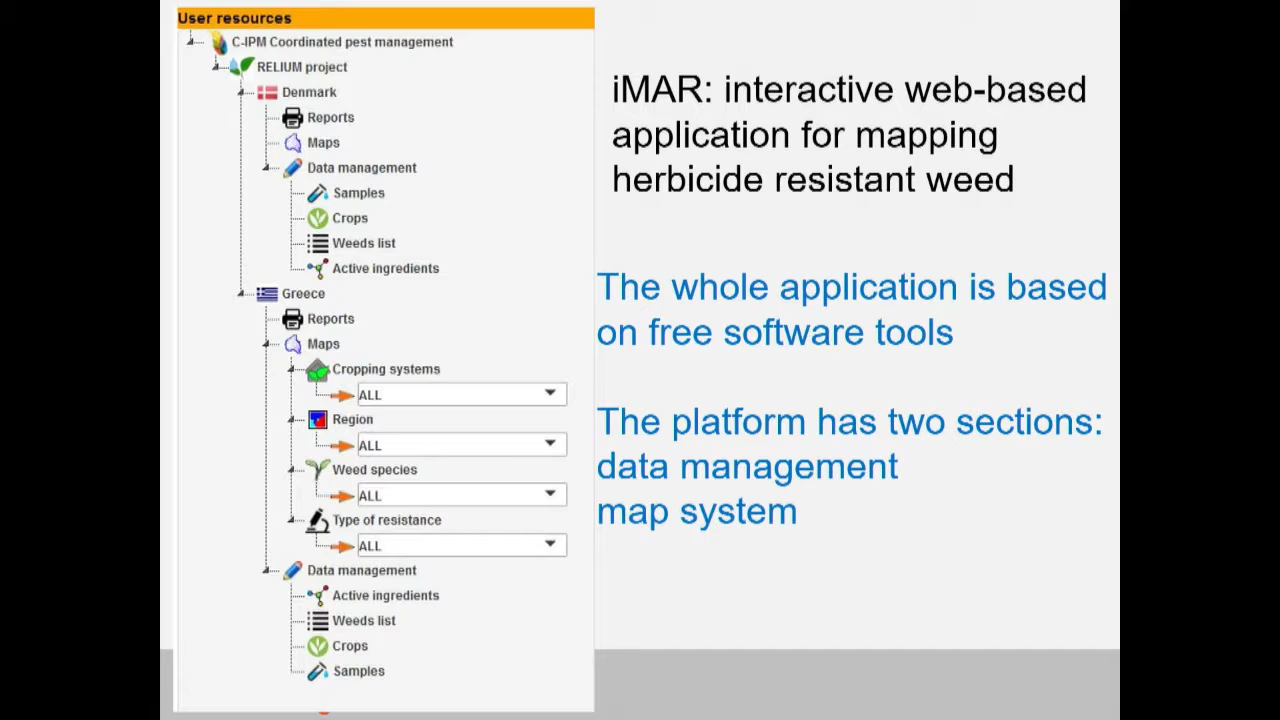 User resources
C-IPM Coordinated pest management
RELIUM project
Denmark
Reports
Maps
Data management
Samples
Crops
Weeds list
Active ingredients
Greece
Reports
Maps
Cropping systems
ALL
Region
ALL
Weed species
ALL
Type of resistance
ALL
Data management
Active ingredients
Weeds list
Crops
Samples
iMAR: interactive web-based
application for mapping
herbicide resistant weed
The whole application is based
on free software tools
The platform has two sections:
data management
map system